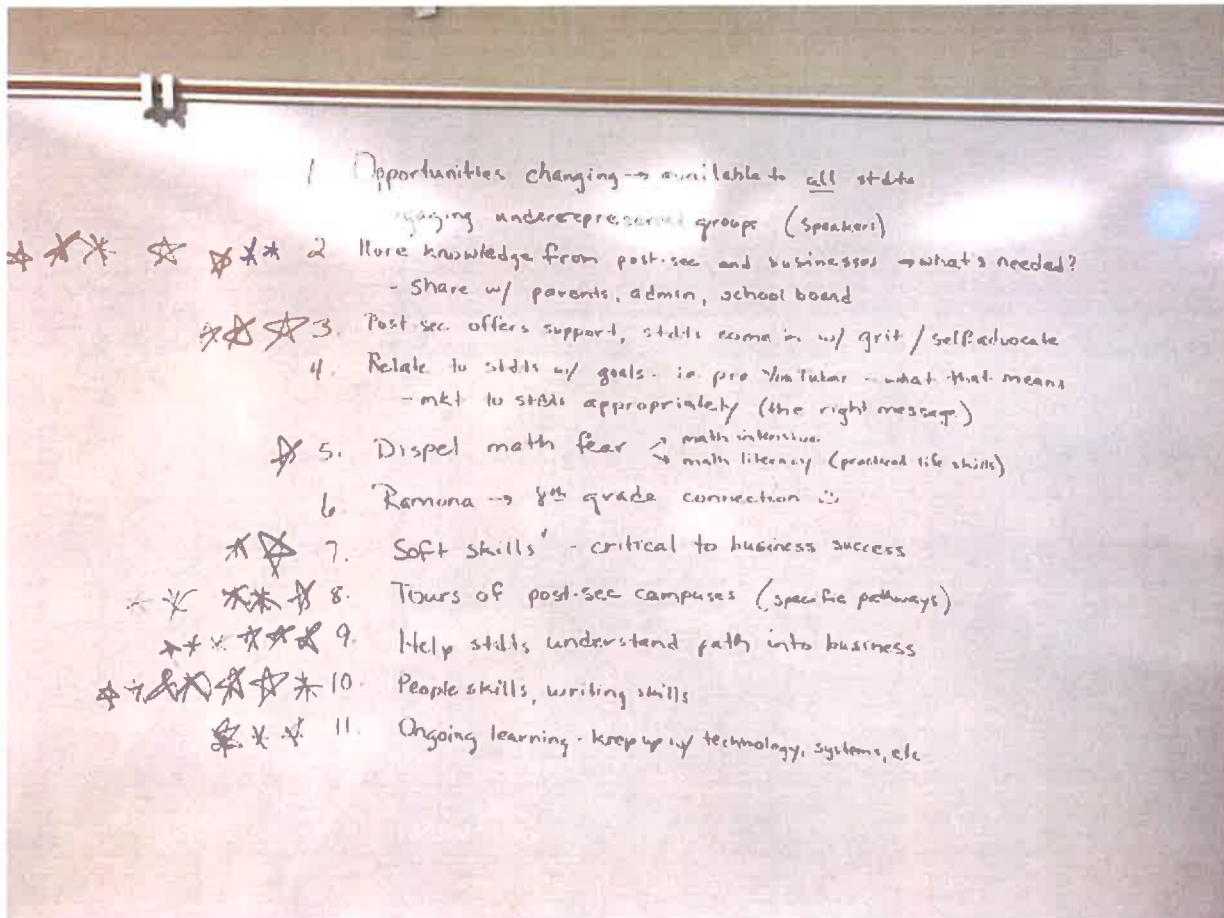 1 Opportunities changing → available to all stdts
engaging underrepresented groups (speakers)
2 More knowledge from post-sec and businesses → what's needed?
- Share w/ parents, admin, school board
3. Post-sec offers support, stdts come in w/ grit / self advocate
4. Relate to stdts w/ goals - ie pro YouTuber - what that means
- mkt to stdts appropriately (the right message)
5. Dispel math fear → math intensive
→ math literacy (practical life skills)
6 Ramona → 8th grade connection
7. Soft skills - critical to business success
8. Tours of post-sec campuses (specific pathways)
9. Help stdts understand path into business
10. People skills, writing skills
11. Ongoing learning - keep up w/ technology, systems, etc